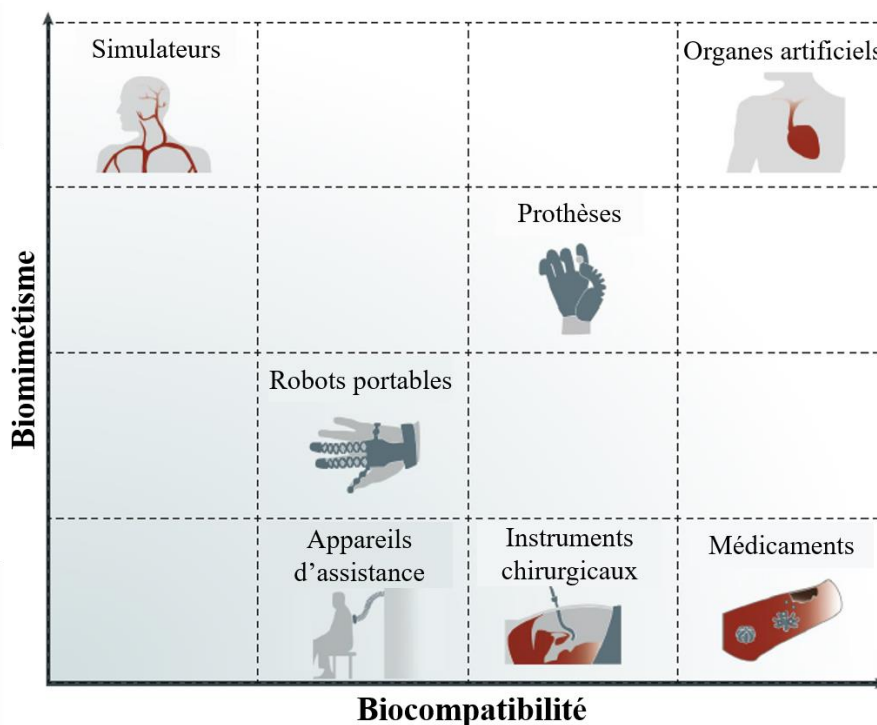 Simulateurs
Organes artificiels
Prothèses
Robots portables
Appareils
d’assistance
Instruments
chirurgicaux
Médicaments
Biomimétisme
Biocompatibilité